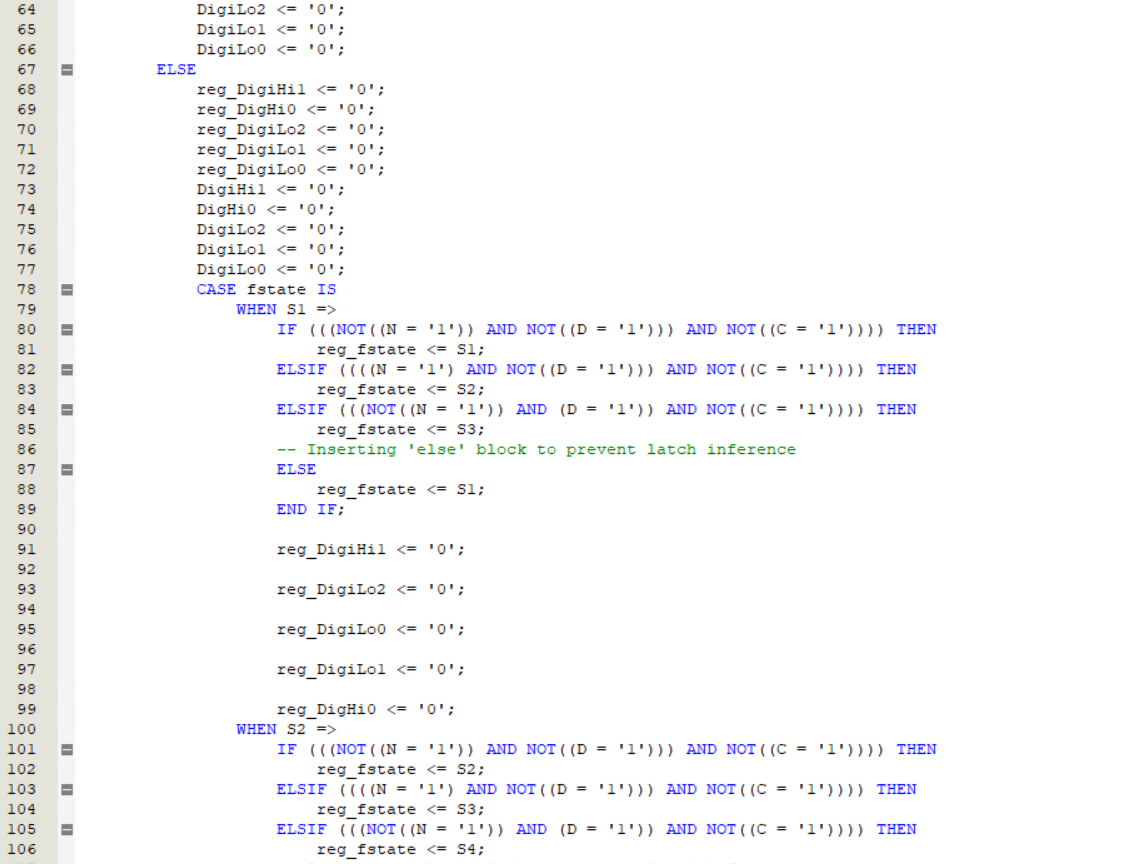 64 DigiLo2 <= '0';
65 DigiLo1 <= '0';
66 DigiLo0 <= '0';
67 ELSE
68 reg_DigiHi1 <= '0';
69 reg_DigHi0 <= '0';
70 reg_DigiLo2 <= '0';
71 reg_DigiLo1 <= '0';
72 reg_DigiLo0 <= '0';
73 DigiHi1 <= '0';
74 DigHi0 <= '0';
75 DigiLo2 <= '0';
76 DigiLo1 <= '0';
77 DigiLo0 <= '0';
78 CASE fstate IS
79 WHEN S1 =>
80 IF (((NOT((N = '1')) AND NOT((D = '1'))) AND NOT((C = '1')))) THEN
81 reg_fstate <= S1;
82 ELSIF ((((N = '1') AND NOT((D = '1'))) AND NOT((C = '1')))) THEN
83 reg_fstate <= S2;
84 ELSIF (((NOT((N = '1')) AND (D = '1')) AND NOT((C = '1')))) THEN
85 reg_fstate <= S3;
86 -- Inserting 'else' block to prevent latch inference
87 ELSE
88 reg_fstate <= S1;
89 END IF;
90
91 reg_DigiHi1 <= '0';
92
93 reg_DigiLo2 <= '0';
94
95 reg_DigiLo0 <= '0';
96
97 reg_DigiLo1 <= '0';
98
99 reg_DigHi0 <= '0';
100 WHEN S2 =>
101 IF (((NOT((N = '1')) AND NOT((D = '1'))) AND NOT((C = '1')))) THEN
102 reg_fstate <= S2;
103 ELSIF ((((N = '1') AND NOT((D = '1'))) AND NOT((C = '1')))) THEN
104 reg_fstate <= S3;
105 ELSIF (((NOT((N = '1')) AND (D = '1')) AND NOT((C = '1')))) THEN
106 reg_fstate <= S4;